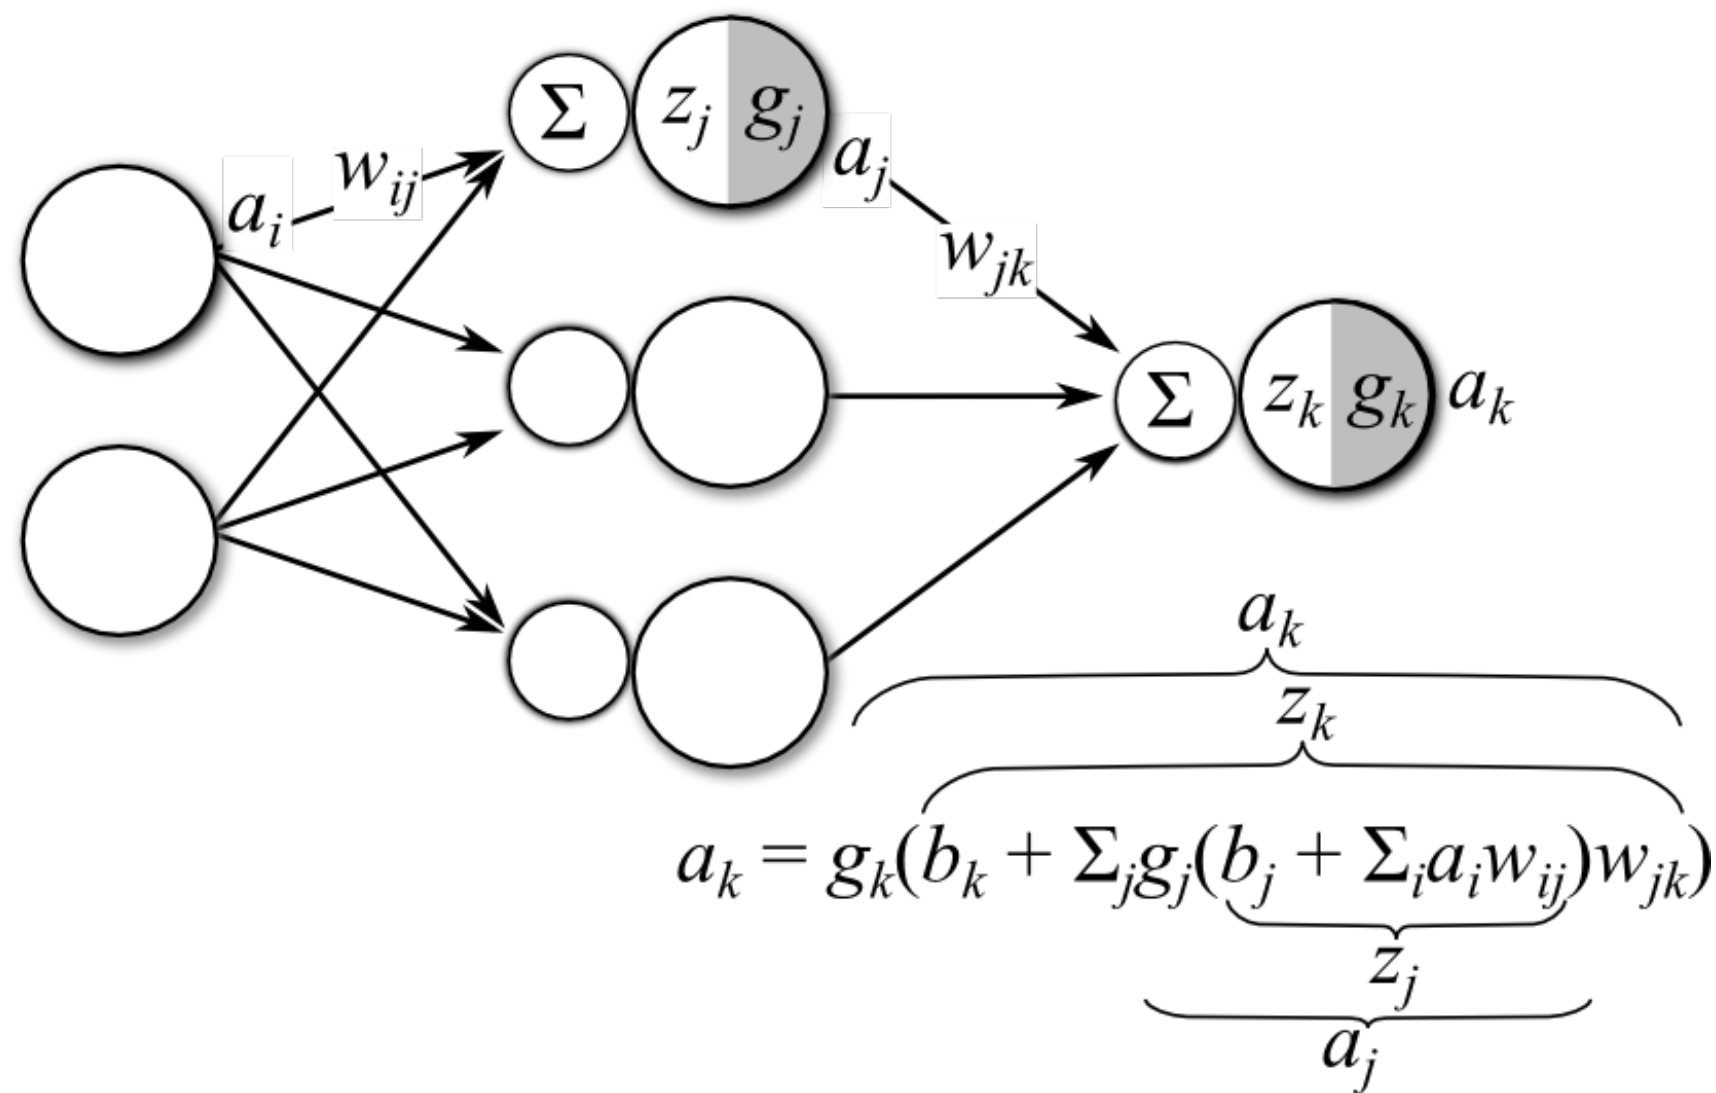 Σ z_j g_j
a_i w_ij
a_j
w_jk
Σ z_k g_k a_k
a_k
z_k
a_k = g_k(b_k + Σ_j g_j(b_j + Σ_i a_i w_ij)w_jk)
z_j
a_j